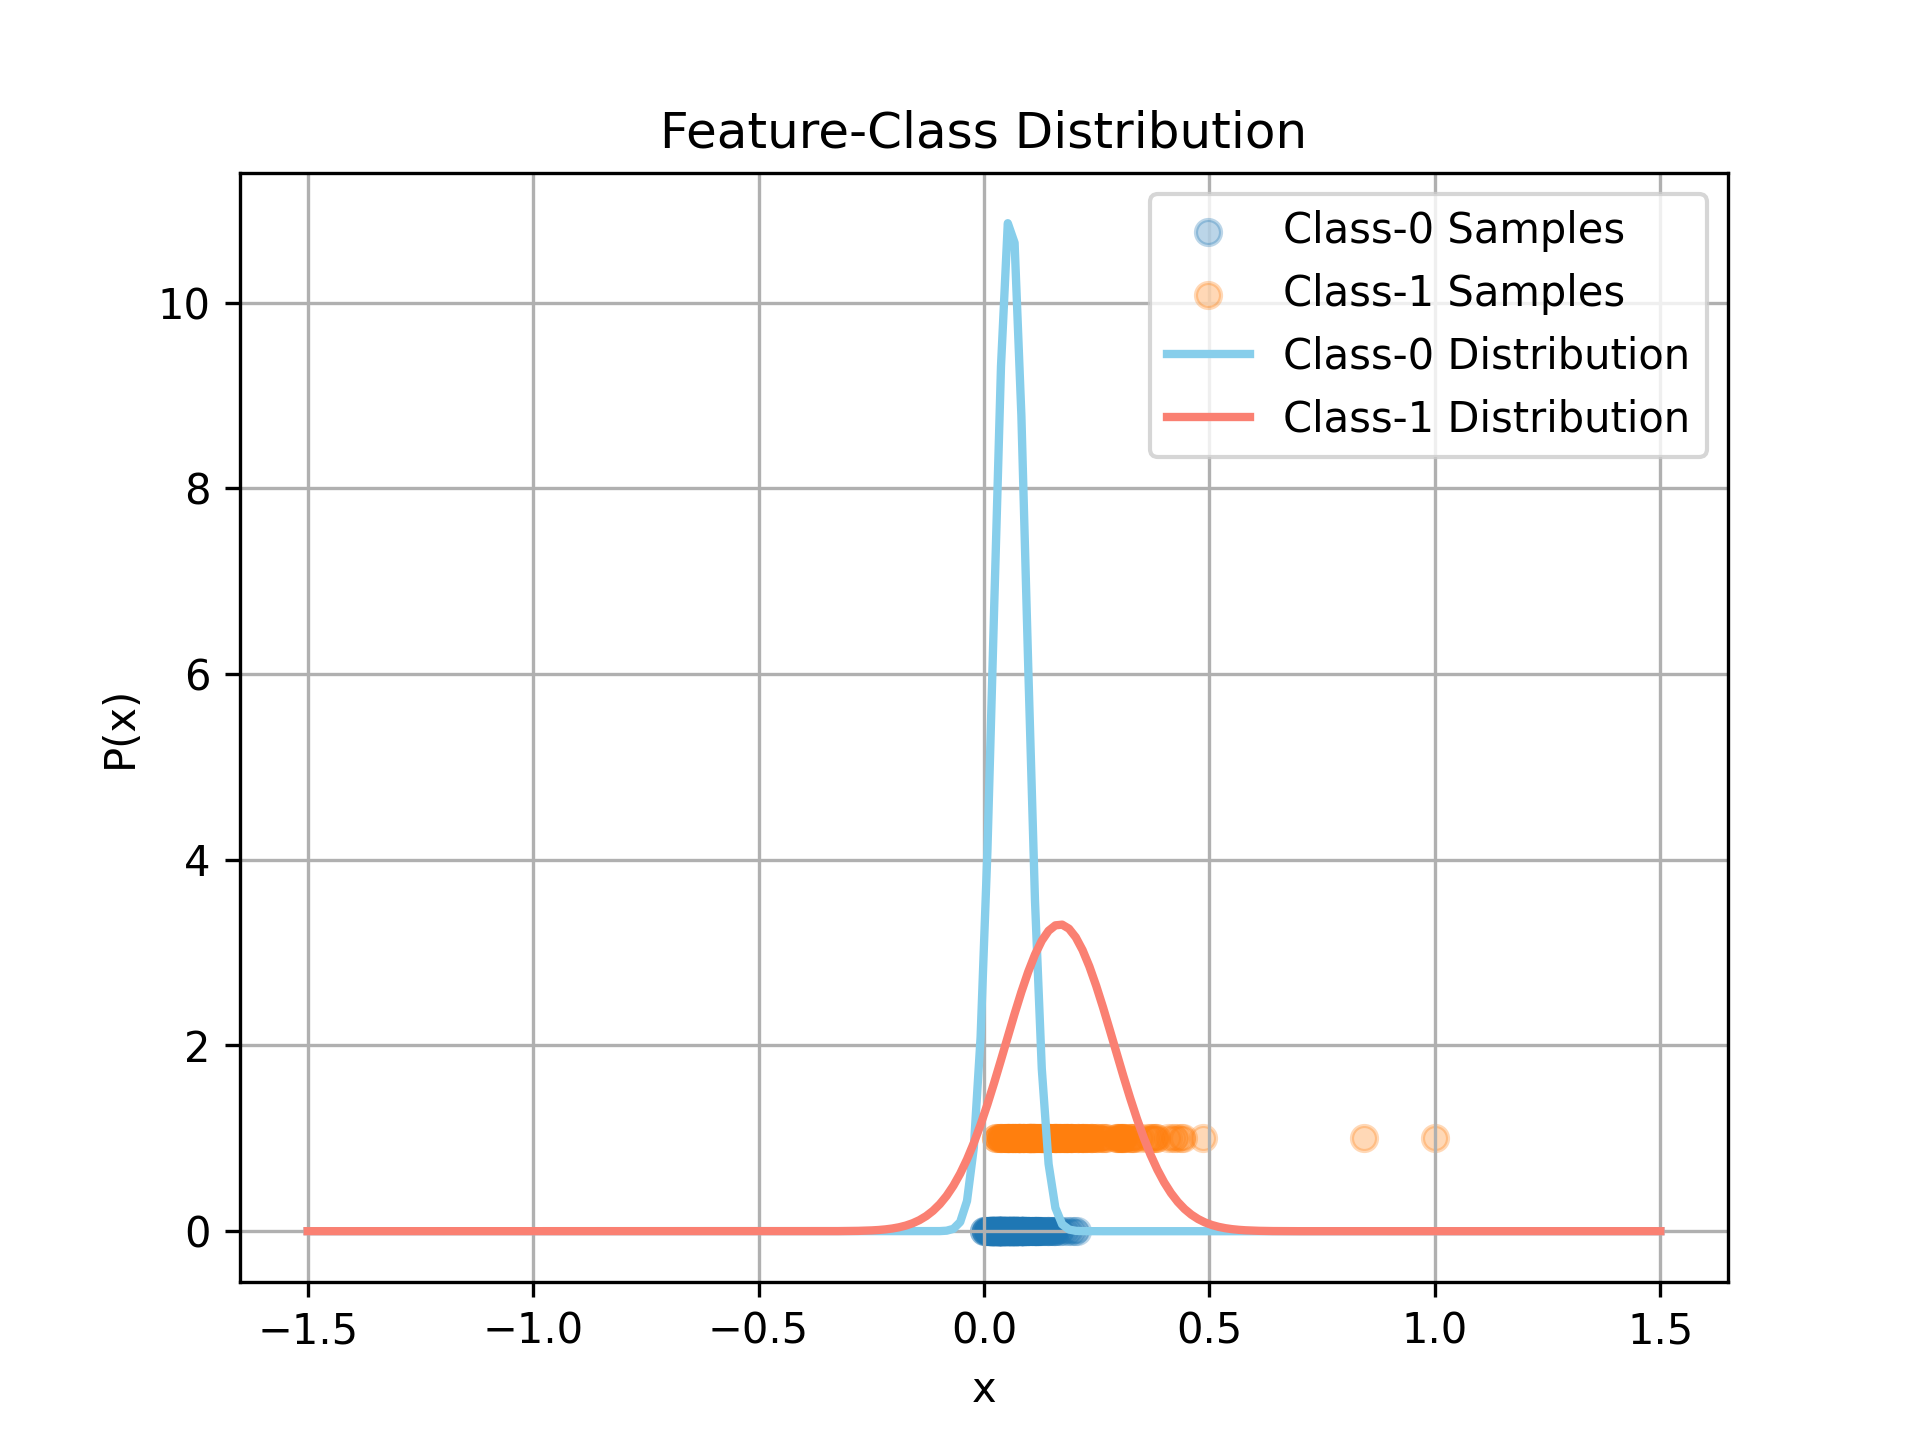 Feature-Class Distribution
Class-0 Samples
Class-1 Samples
Class-0 Distribution
Class-1 Distribution
P(x)
10
8
6
4
2
0
−1.5 −1.0 −0.5 0.0 0.5 1.0 1.5
x